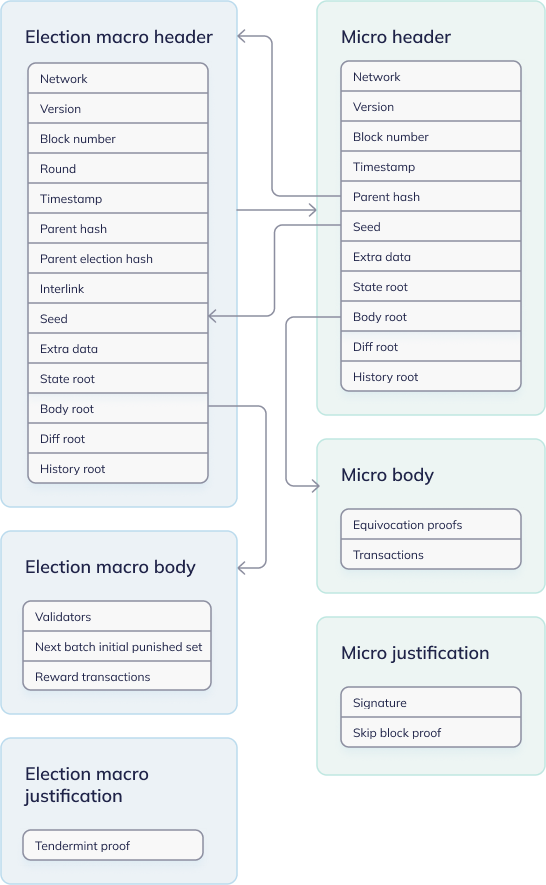 Election macro header
Network
Version
Block number
Round
Timestamp
Parent hash
Parent election hash
Interlink
Seed
Extra data
State root
Body root
Diff root
History root
Election macro body
Validators
Next batch initial punished set
Reward transactions
Election macro
justification
Tendermint proof
Micro header
Network
Version
Block number
Timestamp
Parent hash
Seed
Extra data
State root
Body root
Diff root
History root
Micro body
Equivocation proofs
Transactions
Micro justification
Signature
Skip block proof